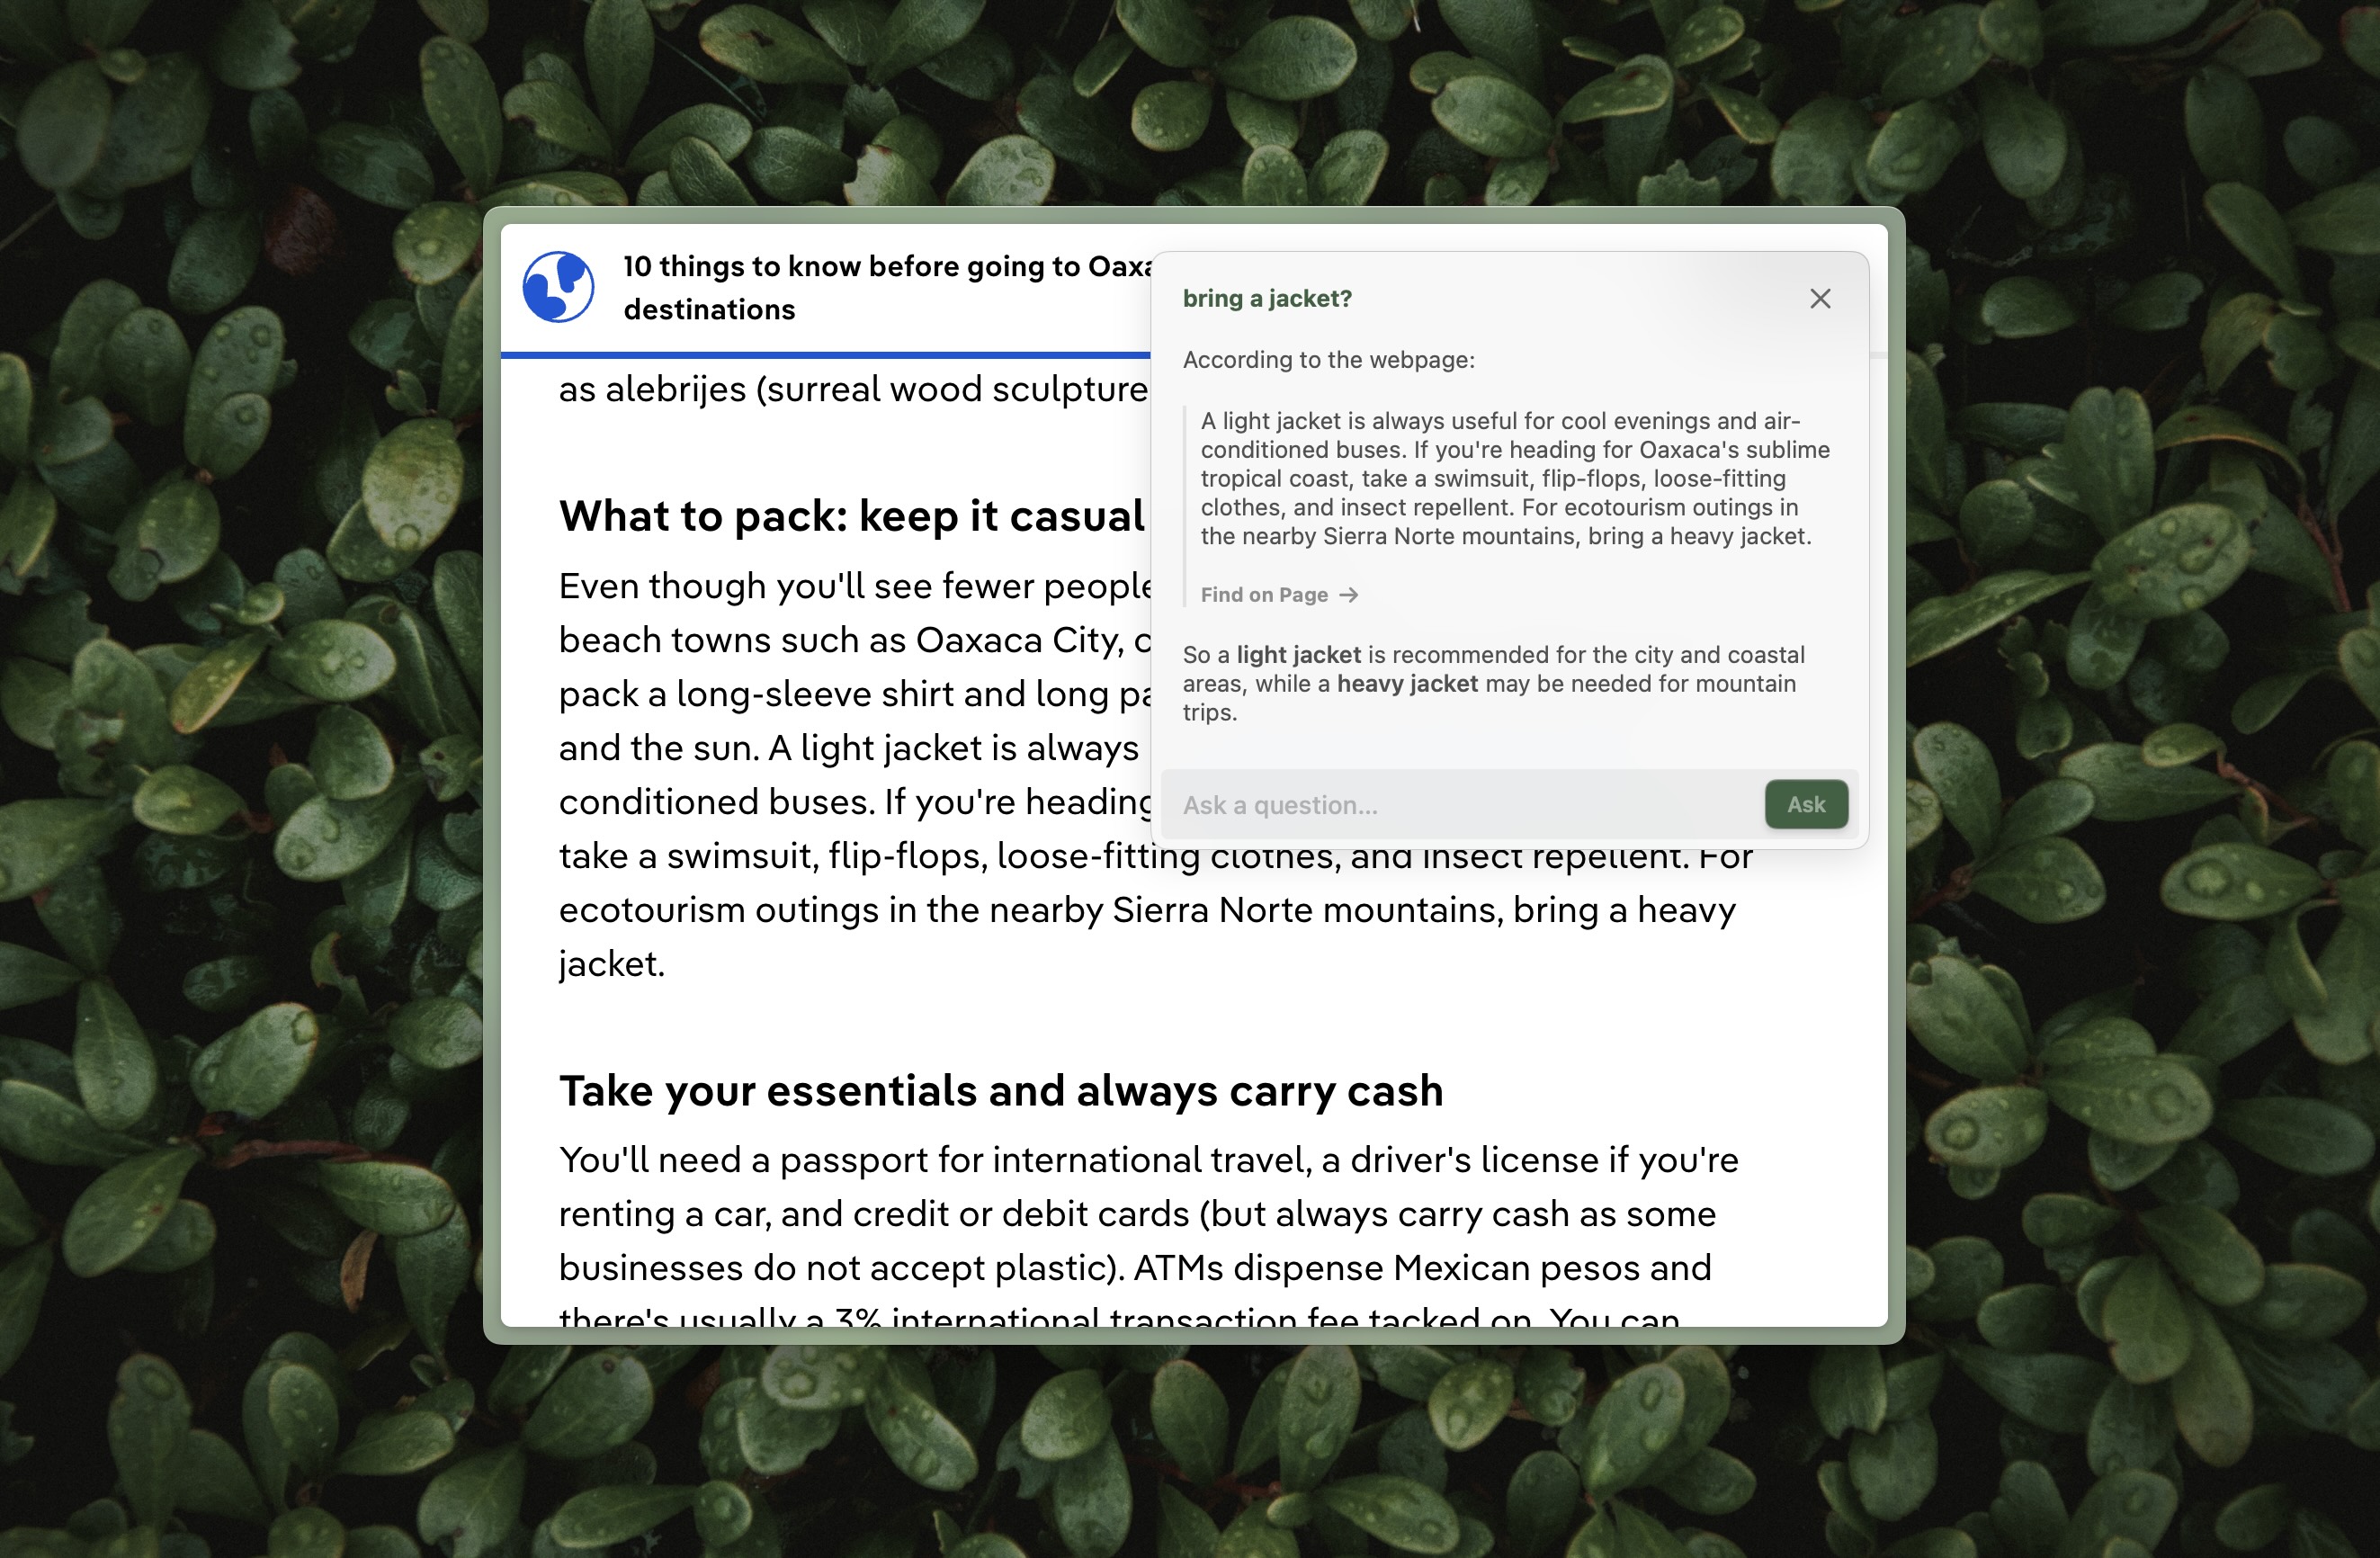 10 things to know before going to Oaxa
destinations
as alebrijes (surreal wood sculpture
What to pack: keep it casual
Even though you'll see fewer people
beach towns such as Oaxaca City, c
pack a long-sleeve shirt and long pa
and the sun. A light jacket is always
conditioned buses. If you're heading
take a swimsuit, flip-flops, loose-fitting clothes, and insect repellent. For
ecotourism outings in the nearby Sierra Norte mountains, bring a heavy
jacket.
Take your essentials and always carry cash
You'll need a passport for international travel, a driver's license if you're
renting a car, and credit or debit cards (but always carry cash as some
businesses do not accept plastic). ATMs dispense Mexican pesos and
there's usually a 3% international transaction fee tacked on. You can
bring a jacket?
According to the webpage:
A light jacket is always useful for cool evenings and air-
conditioned buses. If you're heading for Oaxaca's sublime
tropical coast, take a swimsuit, flip-flops, loose-fitting
clothes, and insect repellent. For ecotourism outings in
the nearby Sierra Norte mountains, bring a heavy jacket.
Find on Page →
So a light jacket is recommended for the city and coastal
areas, while a heavy jacket may be needed for mountain
trips.
Ask a question...
Ask